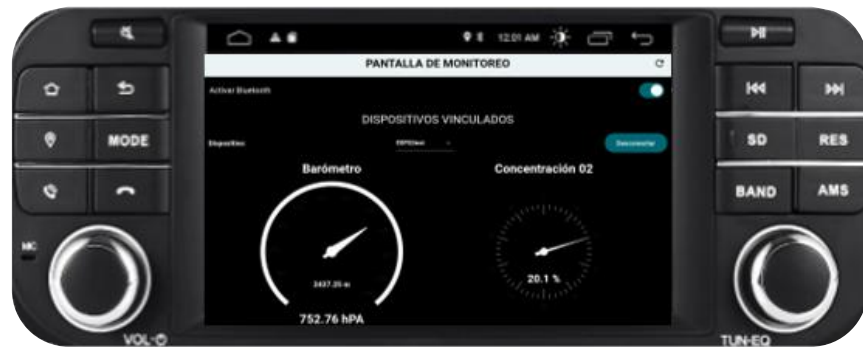 12:01 AM
PANTALLA DE MONITOREO
Activar Bluetooth
DISPOSITIVOS VINCULADOS
Dispositivo:
Desconectar
Barómetro
Concentración 02
20.1 %
752.76 hPA
MODE
SD
RES
BAND
AMS
MIC
VOL
TUN-EQ